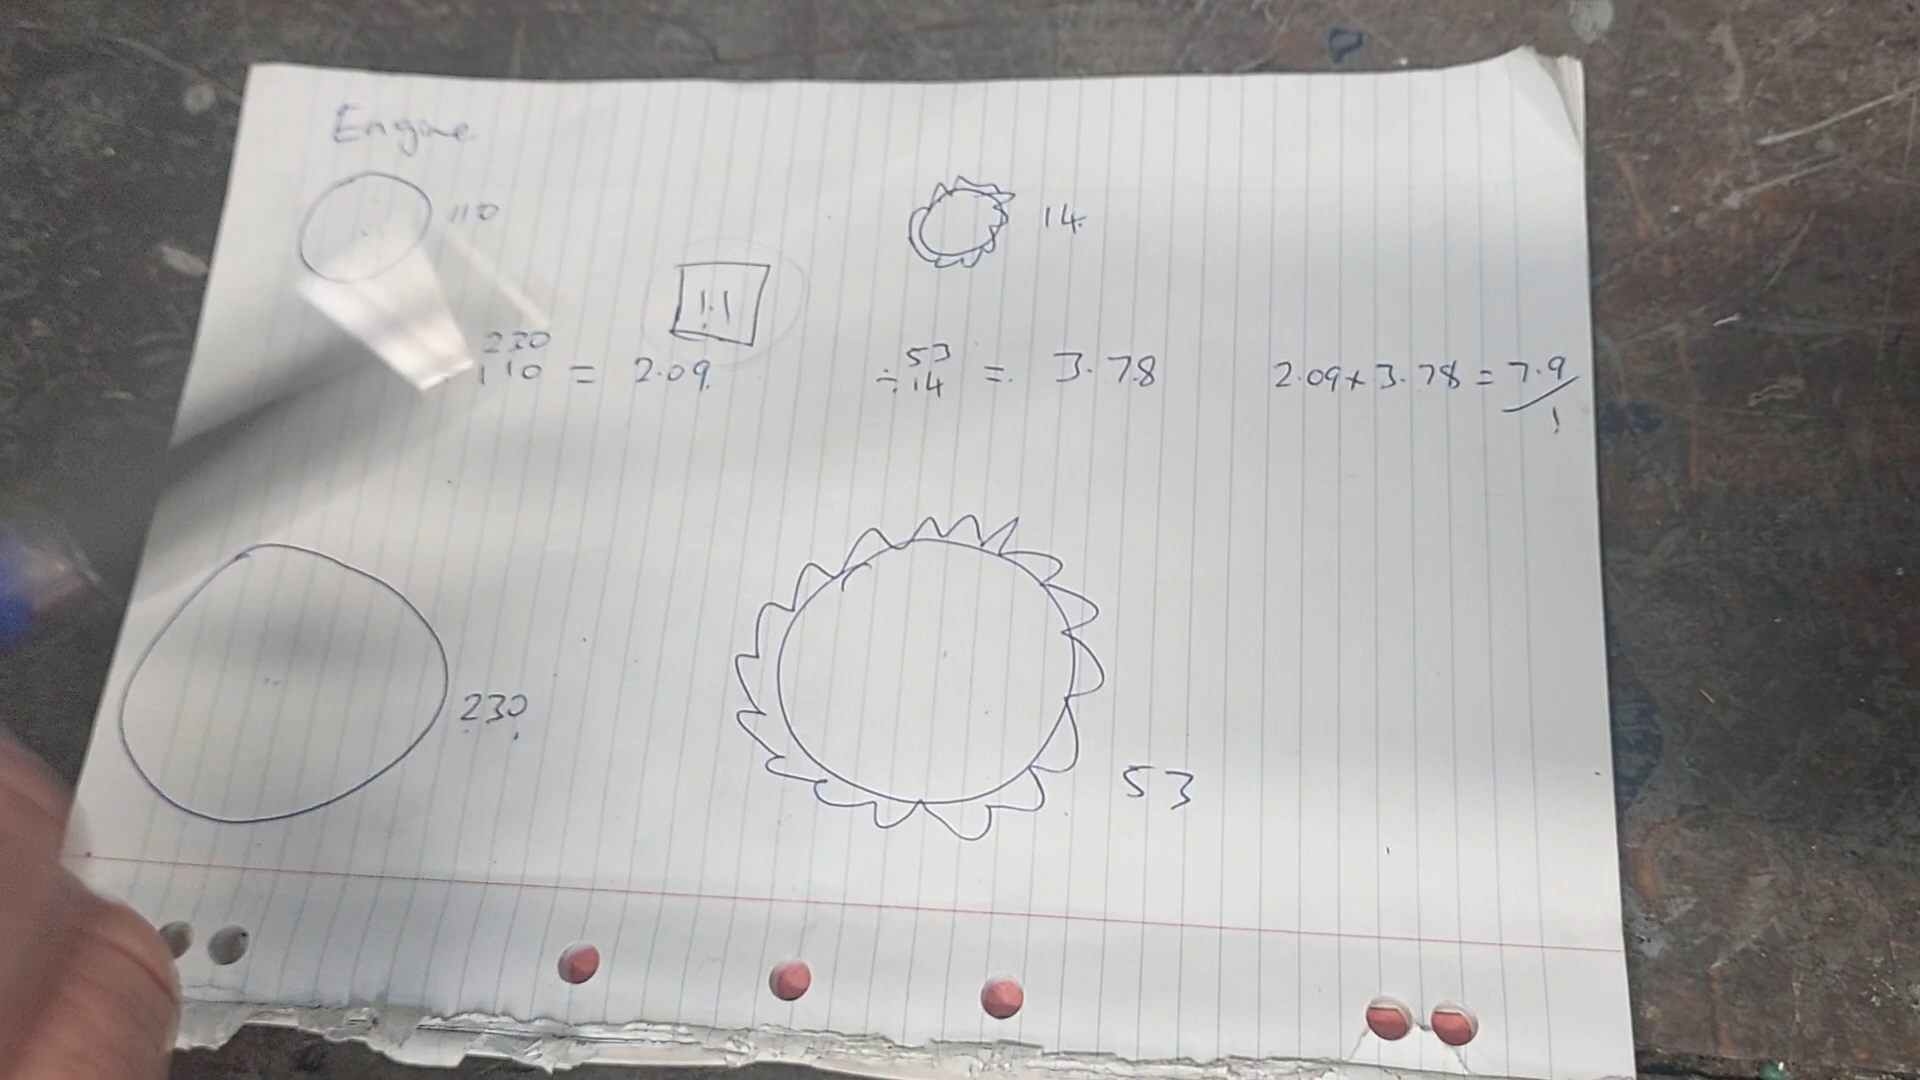 Engine
110
14
1:1
230
110 = 2.09
53
÷ 14 = 3.78
2.09 x 3.78 = 7.9
1
230
53